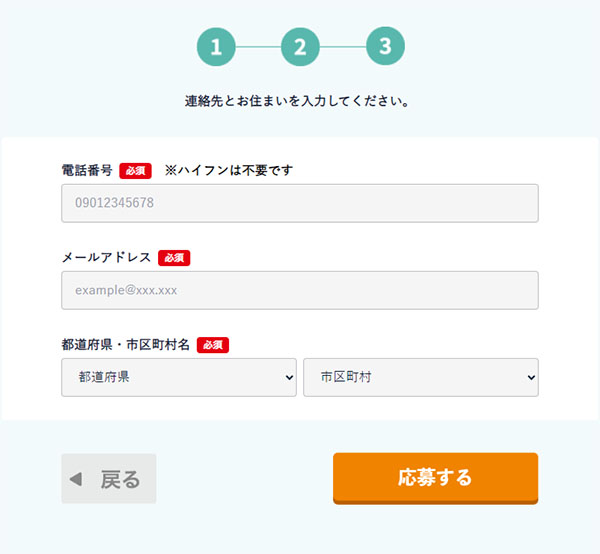 1 2 3
連絡先とお住まいを入力してください。
電話番号 必須 ※ハイフンは不要です
09012345678
メールアドレス 必須
example@xxx.xxx
都道府県・市区町村名 必須
都道府県 市区町村
戻る 応募する